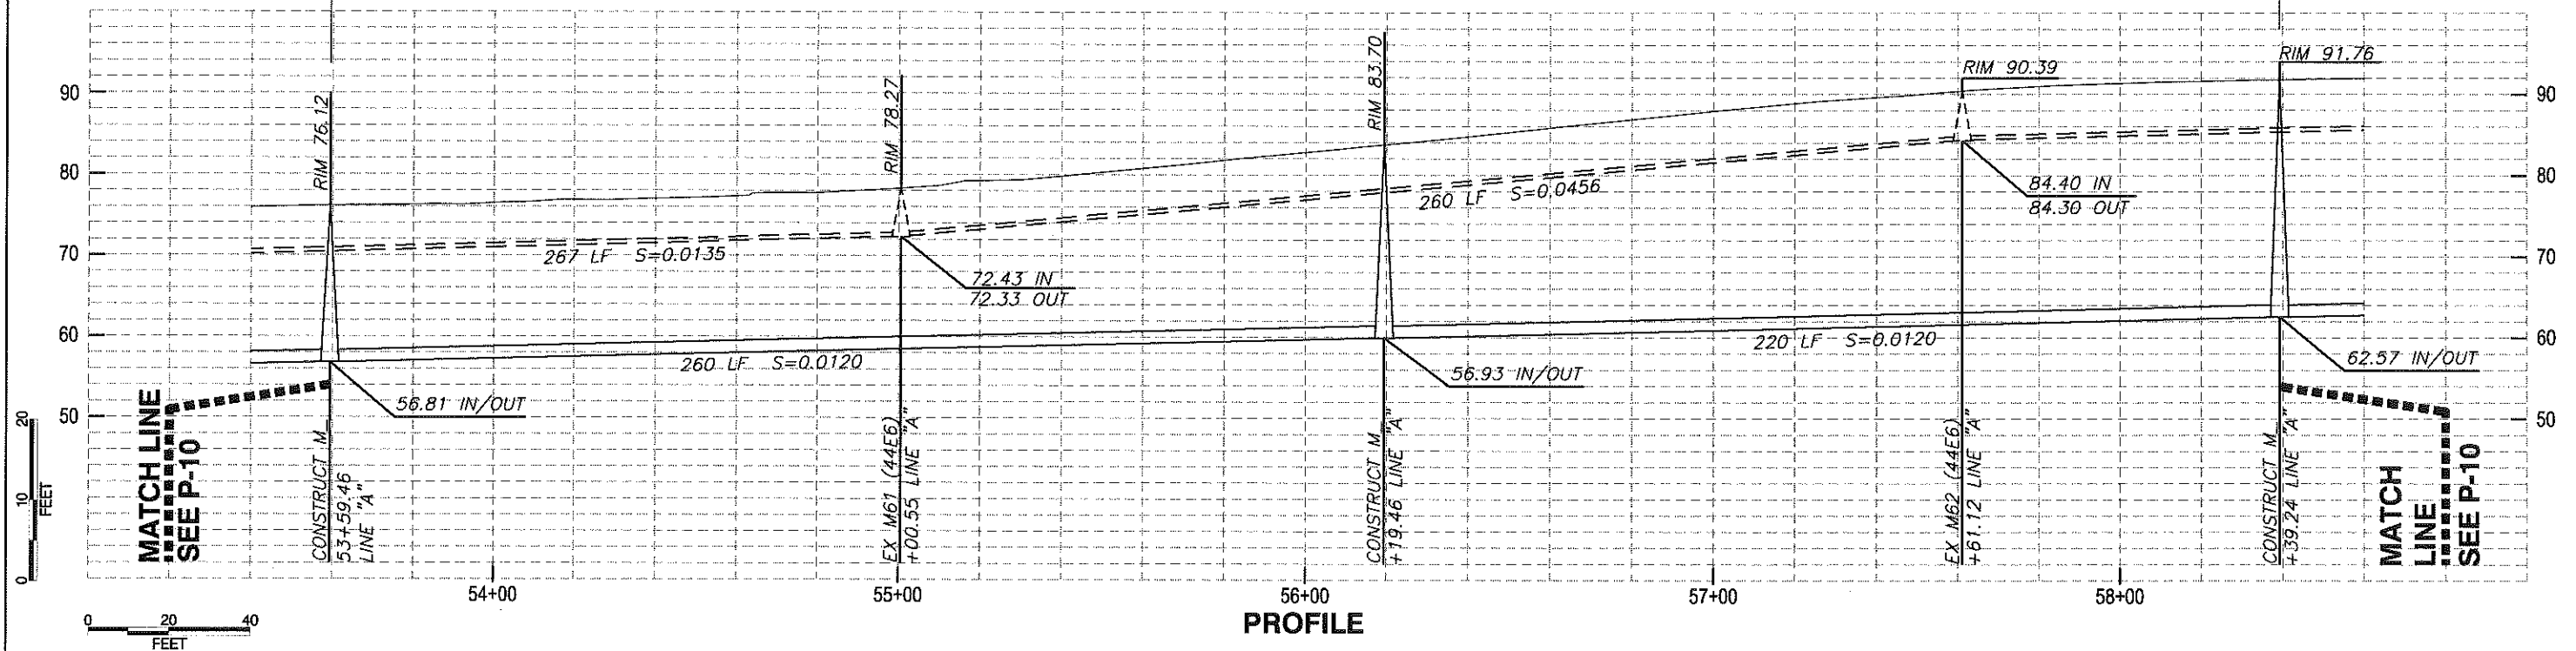 RIM 76.12
RIM 78.27
RIM 83.70
RIM 90.39
RIM 91.76
90
80
70
60
50
90
80
70
60
50
267 LF S=0.0135
260 LF S=0.0456
84.40 IN
84.30 OUT
72.43 IN
72.33 OUT
260 LF S=0.0120
220 LF S=0.0120
56.81 IN/OUT
56.93 IN/OUT
62.57 IN/OUT
MATCH LINE
SEE P-10
CONSTRUCT M_
53+59.46
LINE "A"
EX M61 (44E6)
+00.55 LINE "A"
CONSTRUCT M_
+19.46 LINE "A"
EX M62 (44E6)
+61.12 LINE "A"
CONSTRUCT M_
+39.24 LINE "A"
MATCH
LINE
SEE P-10
20
10
0
FEET
54+00
55+00
56+00
57+00
58+00
0 20 40
FEET
PROFILE